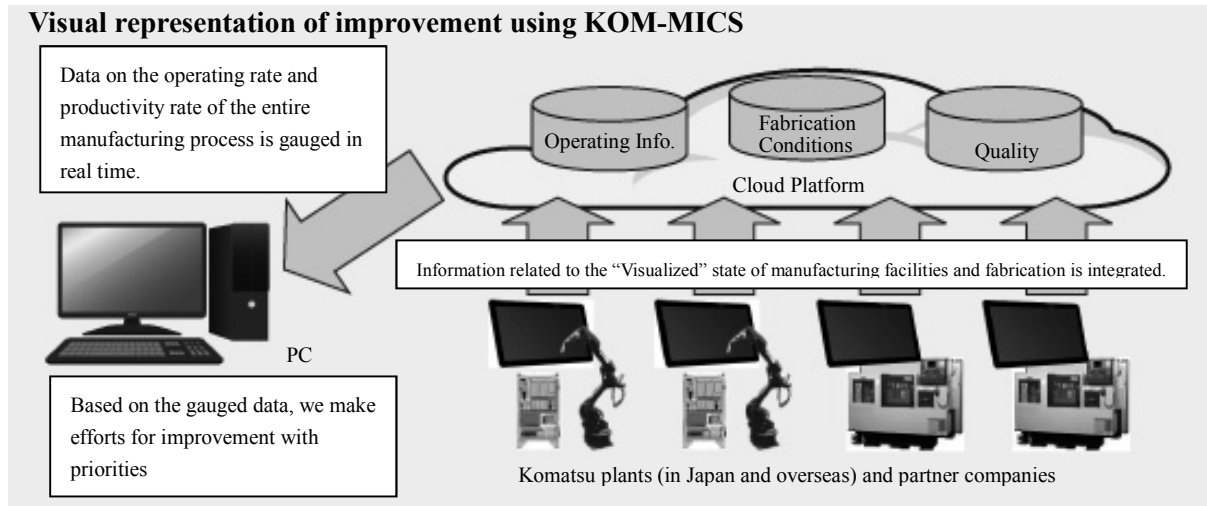 Visual representation of improvement using KOM-MICS
Data on the operating rate and
productivity rate of the entire
manufacturing process is gauged in
real time.
Operating Info.
Fabrication
Conditions
Quality
Cloud Platform
Information related to the “Visualized” state of manufacturing facilities and fabrication is integrated.
PC
Based on the gauged data, we make
efforts for improvement with
priorities
Komatsu plants (in Japan and overseas) and partner companies